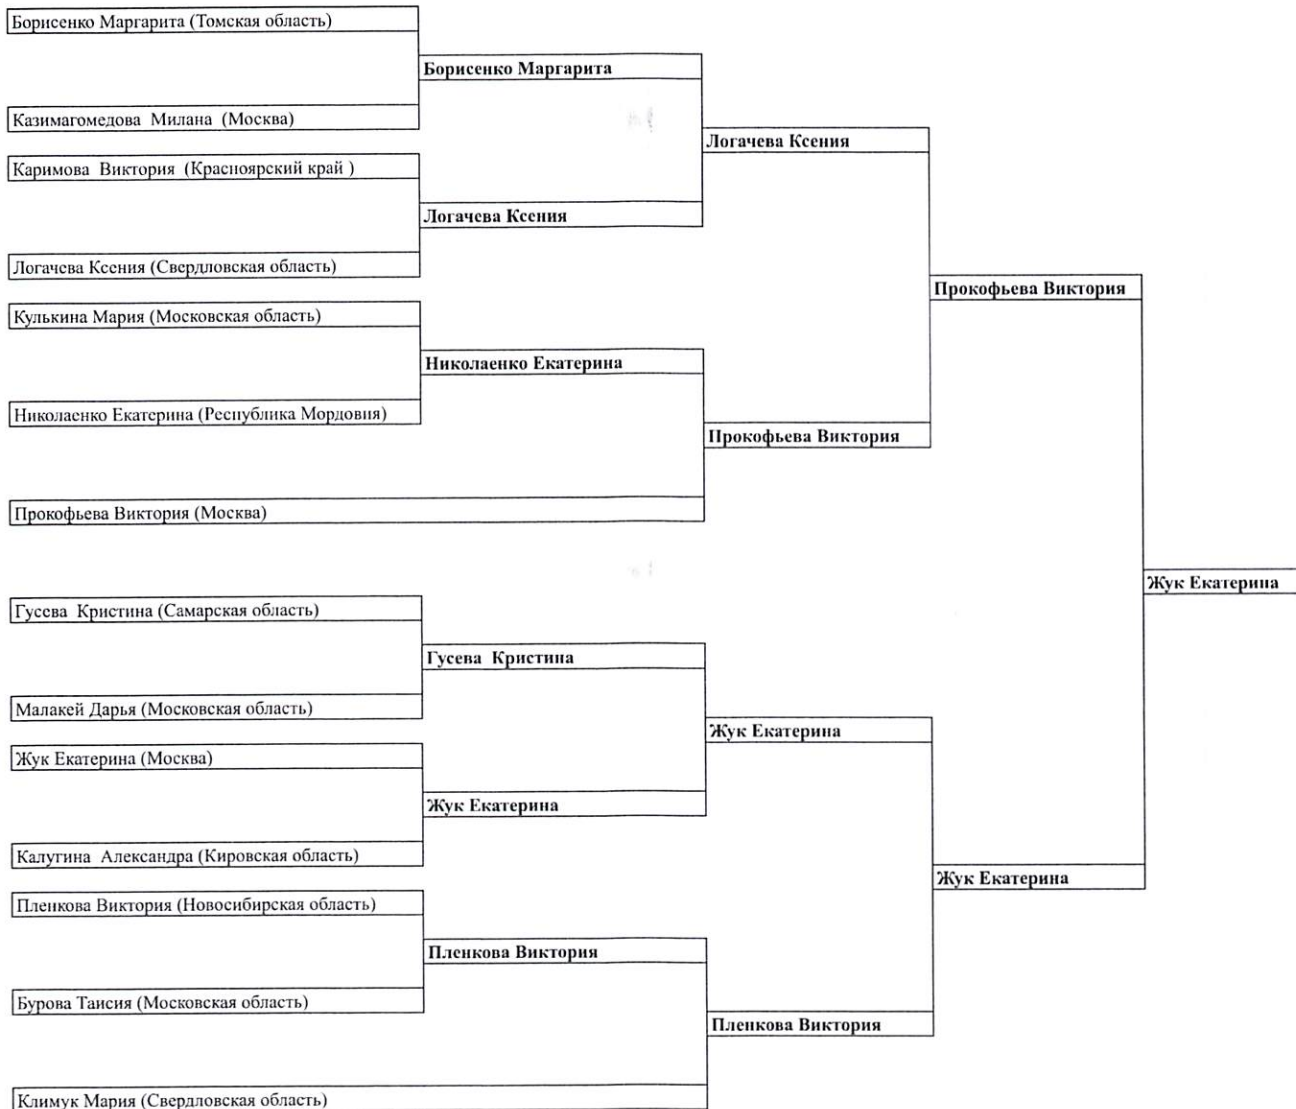 Борисенко Маргарита (Томская область)
Борисенко Маргарита
Казимагомедова Милана (Москва)
Логачева Ксения
Каримова Виктория (Красноярский край )
Логачева Ксения
Логачева Ксения (Свердловская область)
Прокофьева Виктория
Кулькина Мария (Московская область)
Николаенко Екатерина
Николаенко Екатерина (Республика Мордовия)
Прокофьева Виктория
Прокофьева Виктория (Москва)
Жук Екатерина
Гусева Кристина (Самарская область)
Гусева Кристина
Малакей Дарья (Московская область)
Жук Екатерина
Жук Екатерина (Москва)
Жук Екатерина
Калугина Александра (Кировская область)
Жук Екатерина
Пленкова Виктория (Новосибирская область)
Пленкова Виктория
Бурова Таисия (Московская область)
Пленкова Виктория
Климук Мария (Свердловская область)